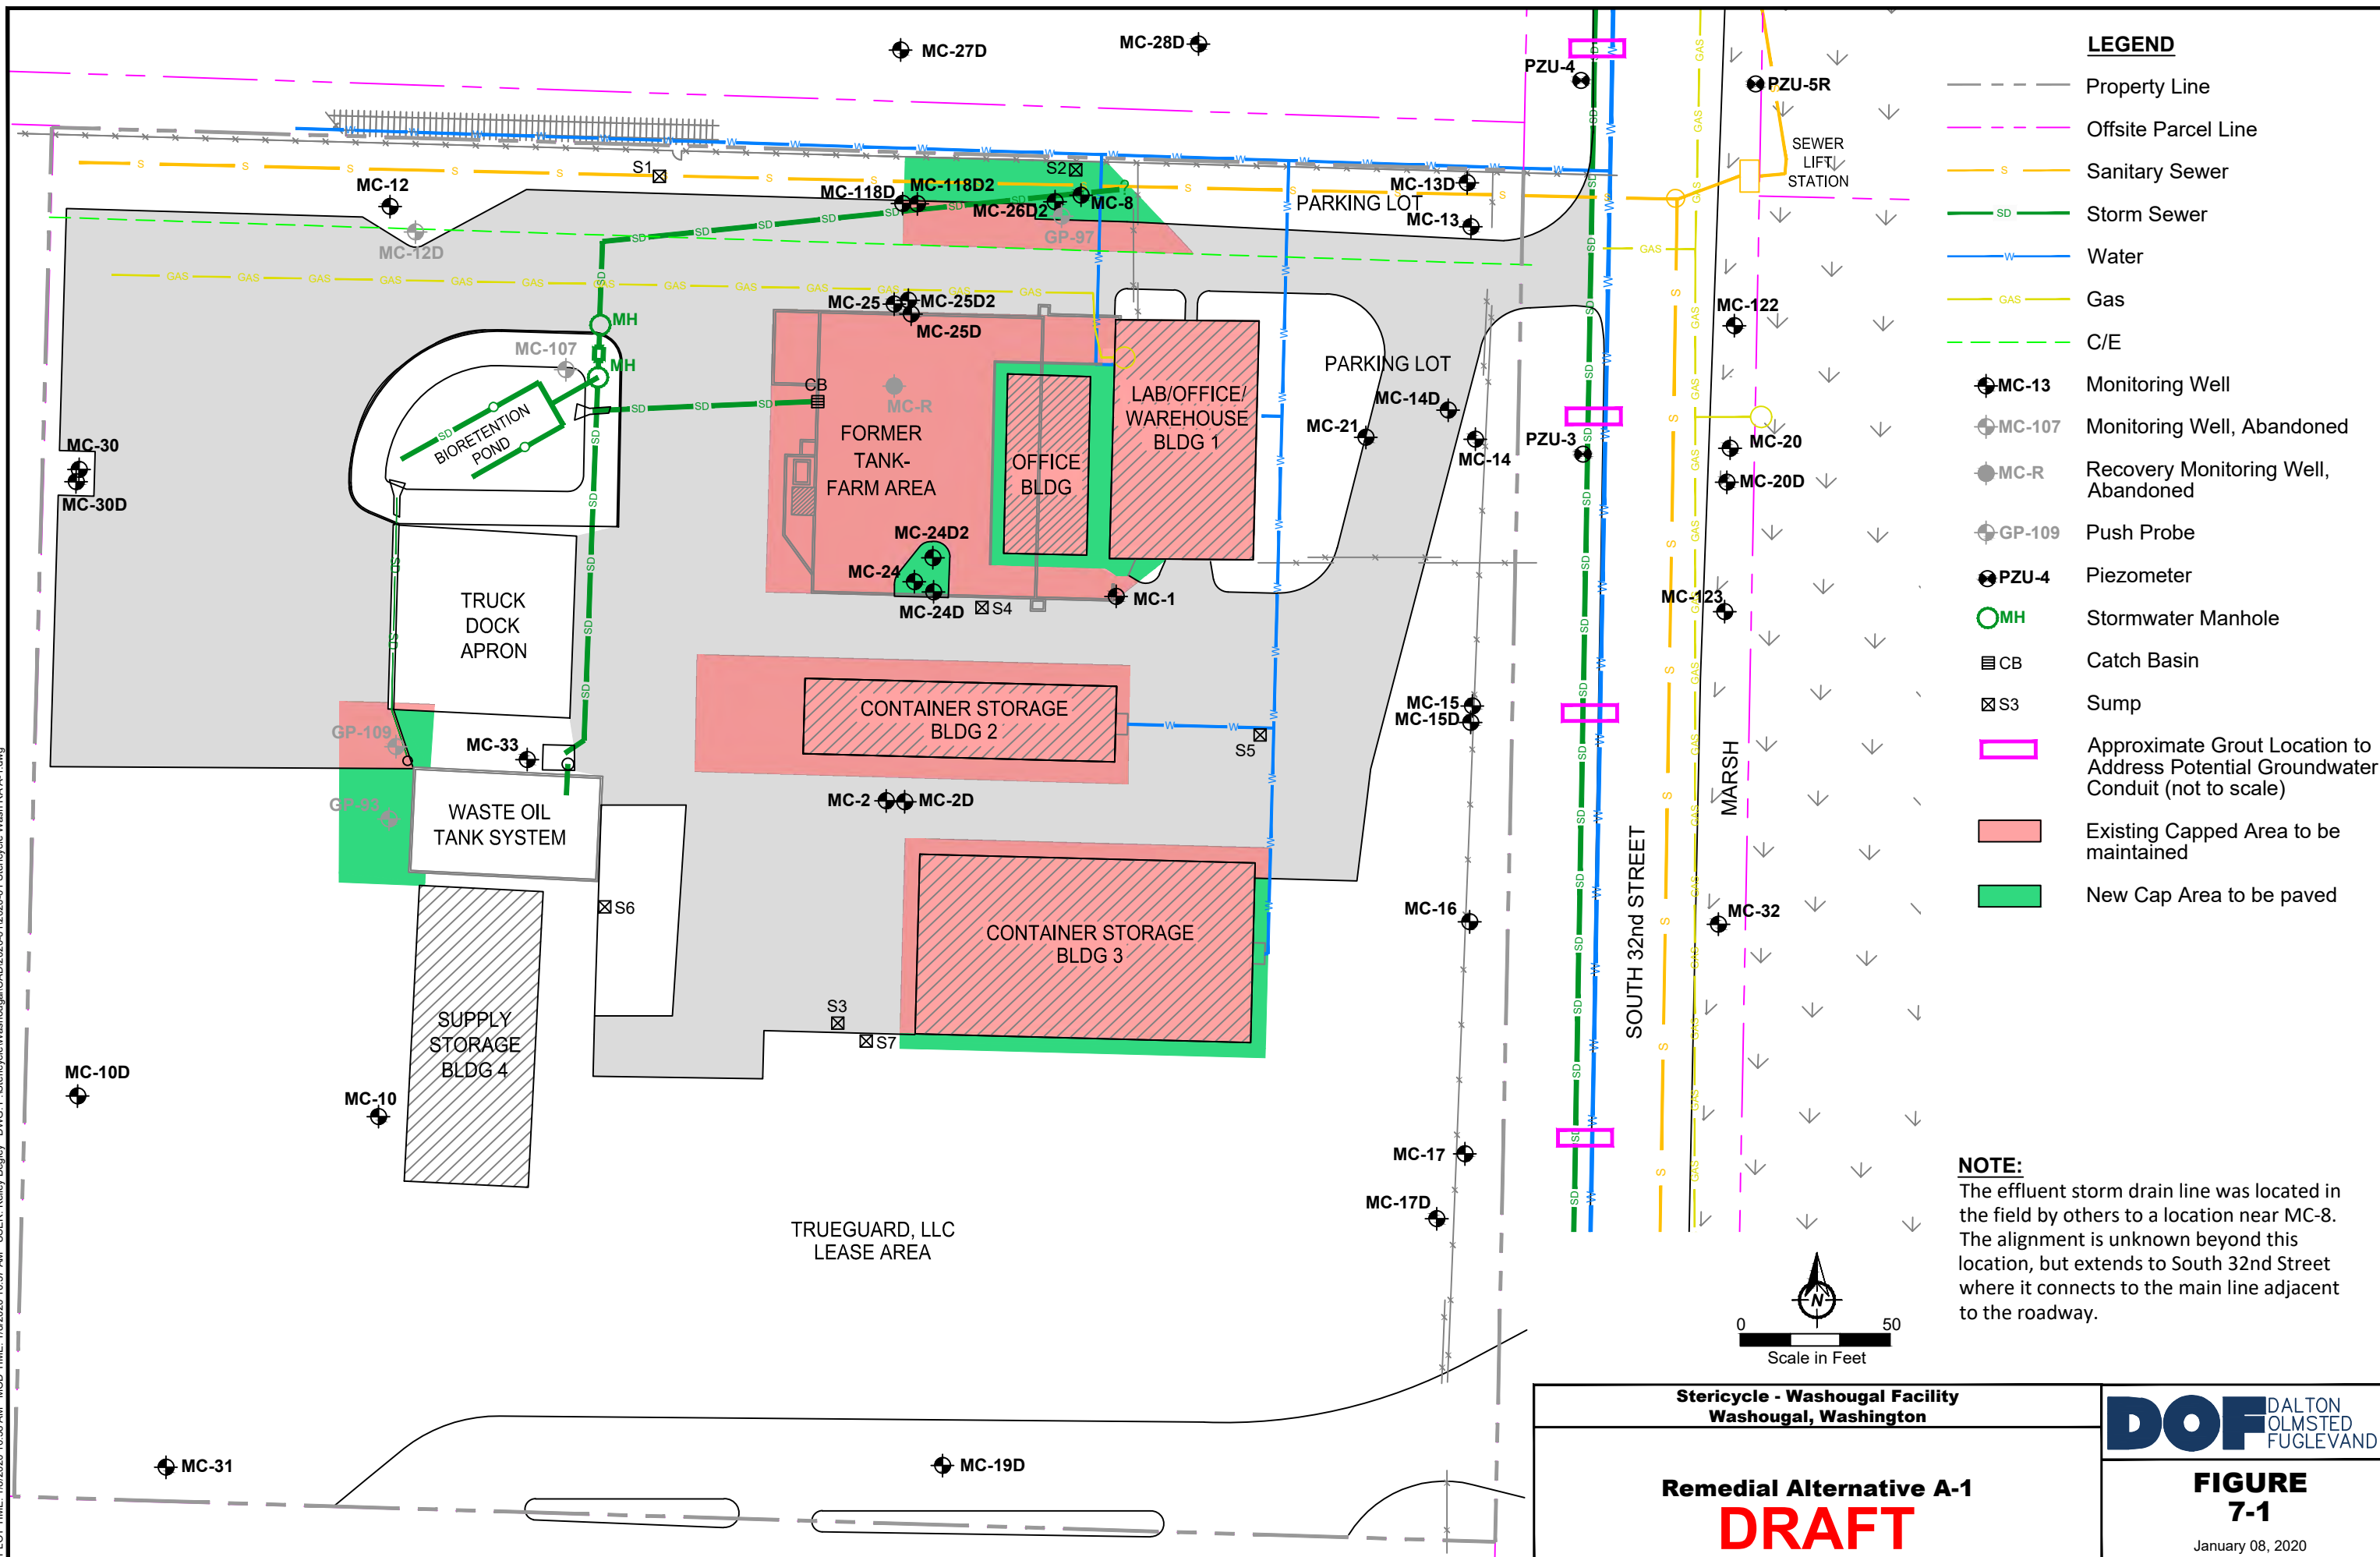 MC-27D
MC-28D
PZU-4
PZU-5R
SEWER
LIFT
STATION
S1
S2
MC-12
MC-12D
MC-118D
MC-118D2
MC-26D2
MC-8
?
GP-97
MC-13D
PARKING LOT
MC-13
MC-25
MC-25D2
MC-25D
MH
MH
MC-107
CB
MC-R
BIORETENTION
POND
FORMER
TANK-
FARM AREA
OFFICE
BLDG
LAB/OFFICE/
WAREHOUSE
BLDG 1
PARKING LOT
MC-14D
MC-21
MC-14
PZU-3
MC-122
MC-20
MC-20D
MC-123
MC-30
MC-30D
MC-24D2
MC-24
MC-24D
S4
MC-1
TRUCK
DOCK
APRON
CONTAINER STORAGE
BLDG 2
S5
MC-15
MC-15D
GP-109
MC-33
GP-93
WASTE OIL
TANK SYSTEM
MC-2
MC-2D
S6
CONTAINER STORAGE
BLDG 3
MC-16
SOUTH 32nd STREET
MARSH
MC-32
S3
S7
SUPPLY
STORAGE
BLDG 4
MC-10D
MC-10
MC-17
MC-17D
TRUEGUARD, LLC
LEASE AREA
MC-31
MC-19D
LEGEND
Property Line
Offsite Parcel Line
S
Sanitary Sewer
SD
Storm Sewer
W
Water
GAS
Gas
C/E
MC-13
Monitoring Well
MC-107
Monitoring Well, Abandoned
MC-R
Recovery Monitoring Well,
Abandoned
GP-109
Push Probe
PZU-4
Piezometer
MH
Stormwater Manhole
CB
Catch Basin
S3
Sump
Approximate Grout Location to
Address Potential Groundwater
Conduit (not to scale)
Existing Capped Area to be
maintained
New Cap Area to be paved
NOTE:
The effluent storm drain line was located in
the field by others to a location near MC-8.
The alignment is unknown beyond this
location, but extends to South 32nd Street
where it connects to the main line adjacent
to the roadway.
N
0 50
Scale in Feet
Stericycle - Washougal Facility
Washougal, Washington
Remedial Alternative A-1
DRAFT
DOF
DALTON
OLMSTED
FUGLEVAND
FIGURE
7-1
January 08, 2020